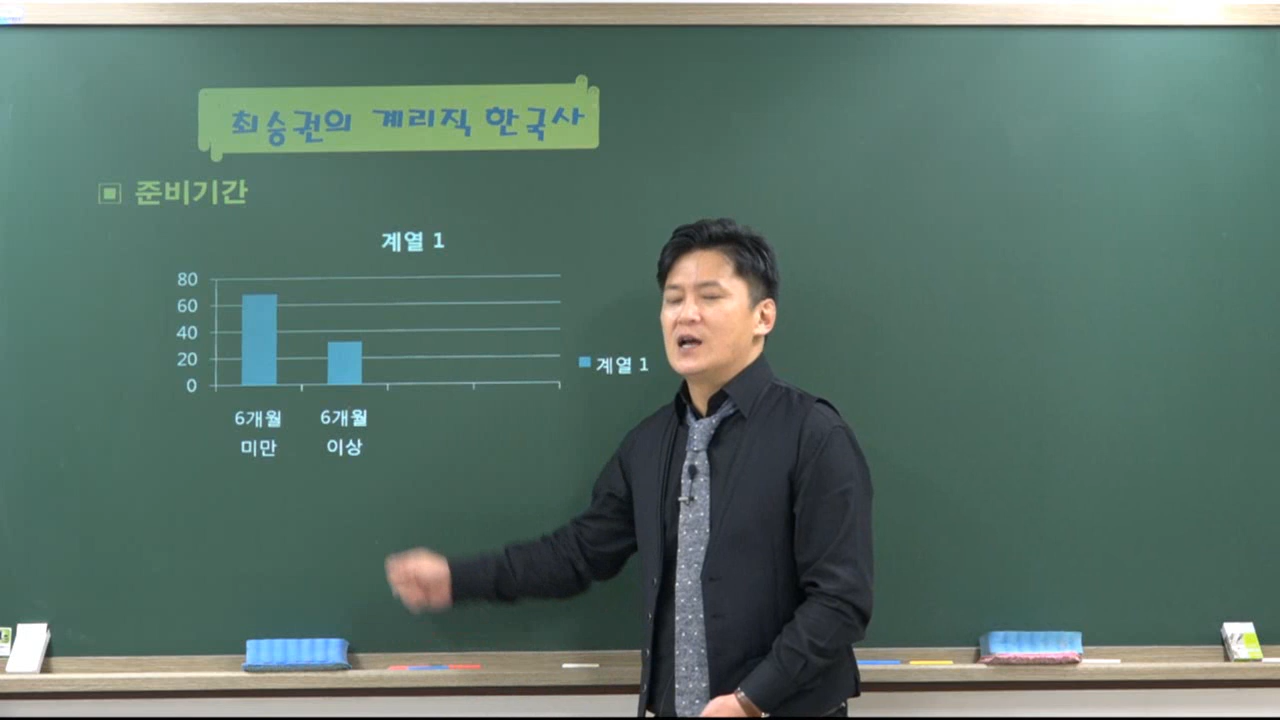 최승권의 계리직 한국사
▣ 준비기간
계열 1
80
60
40
20
0
계열 1
6개월 6개월
미만 이상